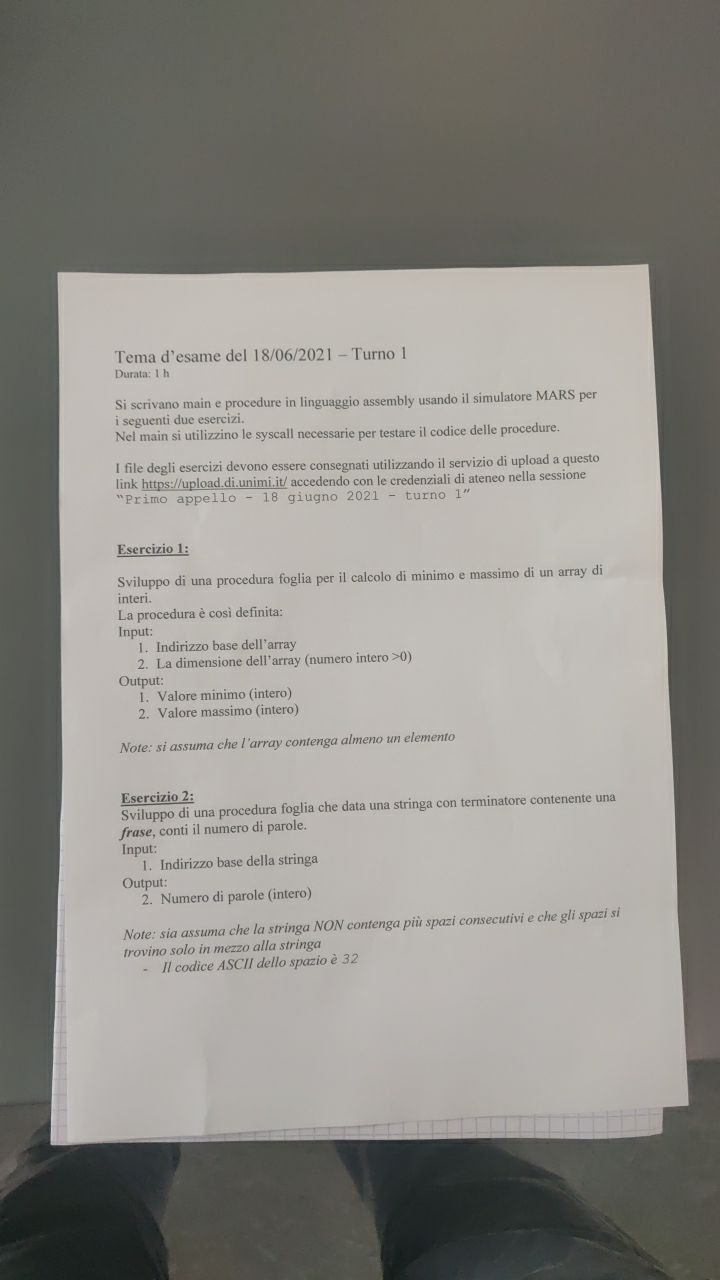 Tema d'esame del 18/06/2021 – Turno 1
Durata: 1 h
Si scrivano main e procedure in linguaggio assembly usando il simulatore MARS per
i seguenti due esercizi.
Nel main si utilizzino le syscall necessarie per testare il codice delle procedure.
I file degli esercizi devono essere consegnati utilizzando il servizio di upload a questo
link https://upload.di.unimi.it/ accedendo con le credenziali di ateneo nella sessione
"Primo appello - 18 giugno 2021 - turno 1"
Esercizio 1:
Sviluppo di una procedura foglia per il calcolo di minimo e massimo di un array di
interi.
La procedura è così definita:
Input:
1. Indirizzo base dell'array
2. La dimensione dell'array (numero intero >0)
Output:
1. Valore minimo (intero)
2. Valore massimo (intero)
Note: si assuma che l'array contenga almeno un elemento
Esercizio 2:
Sviluppo di una procedura foglia che data una stringa con terminatore contenente una
frase, conti il numero di parole.
Input:
1. Indirizzo base della stringa
Output:
2. Numero di parole (intero)
Note: sia assuma che la stringa NON contenga più spazi consecutivi e che gli spazi si
trovino solo in mezzo alla stringa
- Il codice ASCII dello spazio è 32